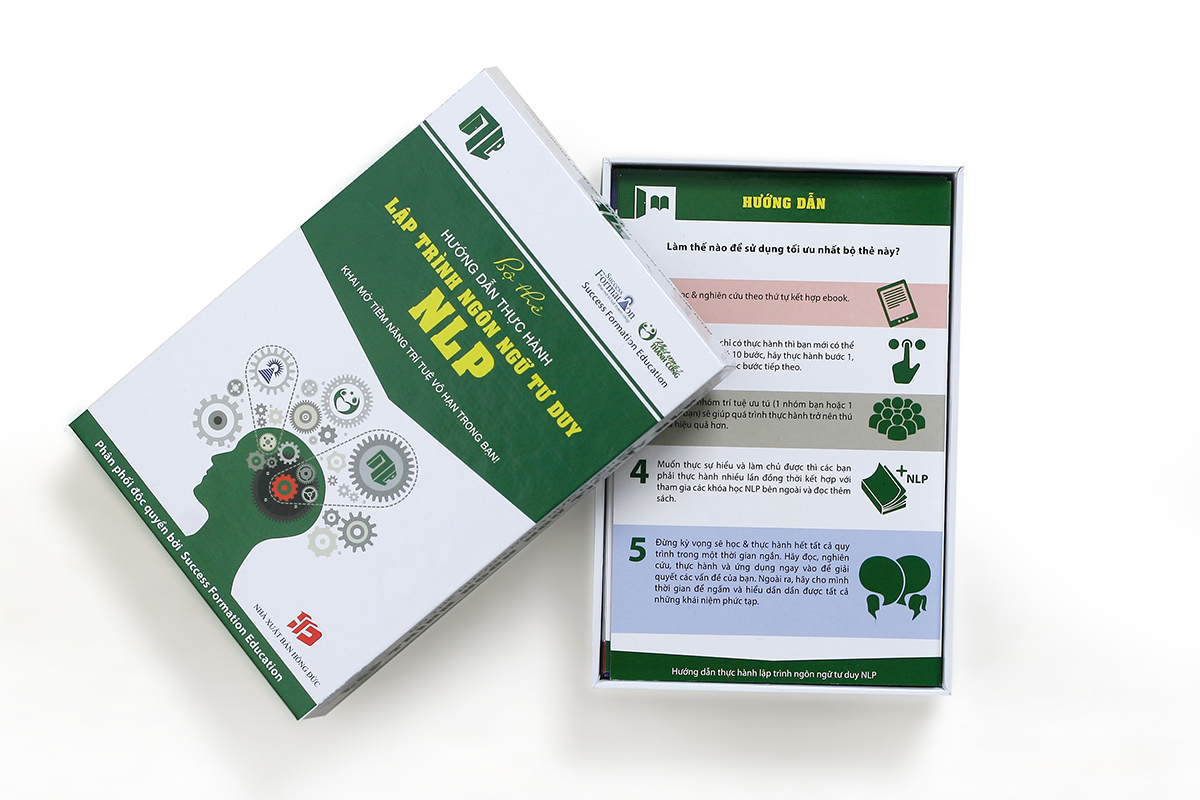 NLP
Bộ thẻ
HƯỚNG DẪN THỰC HÀNH
LẬP TRÌNH NGÔN NGỮ TƯ DUY
NLP
KHAI MỞ TIỀM NĂNG TRÍ TUỆ VÔ HẠN TRONG BẠN!
Success
Formation
Success Formation Education
THÀNH CÔNG
NLP
Phân phối độc quyền bởi Success Formation Education
NHÀ XUẤT BẢN HỒNG ĐỨC
HƯỚNG DẪN
Làm thế nào để sử dụng tối ưu nhất bộ thẻ này?
& nghiên cứu theo thứ tự kết hợp ebook.
chỉ có thực hành thì bạn mới có thể
10 bước, hãy thực hành bước 1,
bước tiếp theo.
nhóm trí tuệ ưu tú (1 nhóm bạn hoặc 1
bạn) sẽ giúp quá trình thực hành trở nên thú
hiệu quả hơn.
4 Muốn thực sự hiểu và làm chủ được thì các bạn
phải thực hành nhiều lần đồng thời kết hợp với
tham gia các khóa học NLP bên ngoài và đọc thêm
sách.
+NLP
5 Đừng kỳ vọng sẽ học & thực hành hết tất cả quy
trình trong một thời gian ngắn. Hãy đọc, nghiên
cứu, thực hành và ứng dụng ngay vào để giải
quyết các vấn đề của bạn. Ngoài ra, hãy cho mình
thời gian để ngấm và hiểu dần dần được tất cả
những khái niệm phức tạp.
Hướng dẫn thực hành lập trình ngôn ngữ tư duy NLP